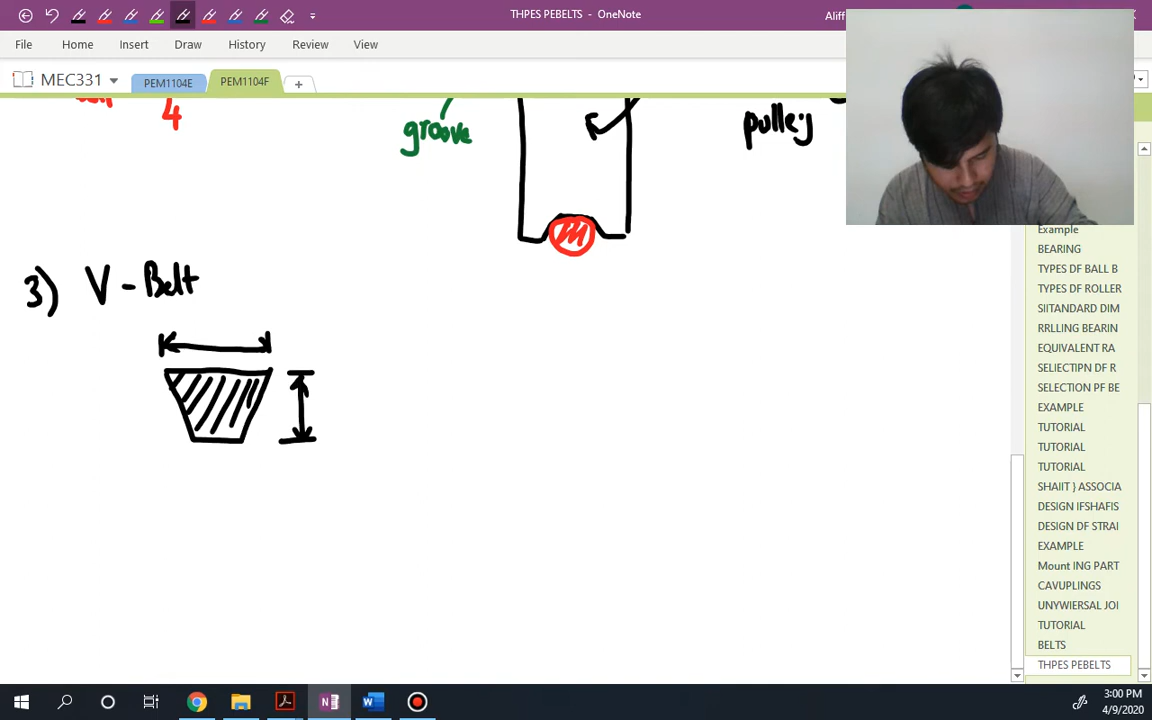 THPES PEBELTS - OneNote
Aliff
File Home Insert Draw History Review View
MEC331 PEM1104E PEM1104F
4
groove
pulley
3) V - Belt
Example
BEARING
TYPES DF BALL B
TYPES DF ROLLER
SIITANDARD DIM
RRLLING BEARIN
EQUIVALENT RA
SELIECTIPN DF R
SELECTION PF BE
EXAMPLE
TUTORIAL
TUTORIAL
TUTORIAL
SHAIIT } ASSOCIA
DESIGN IFSHAFIS
DESIGN DF STRAI
EXAMPLE
Mount ING PART
CAVUPLINGS
UNYWIERSAL JOI
TUTORIAL
BELTS
THPES PEBELTS
3:00 PM
4/9/2020